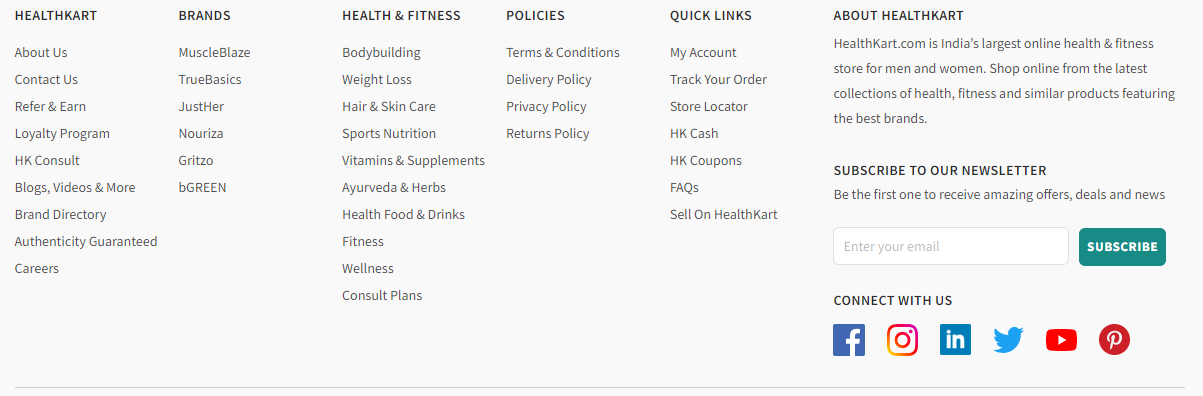 HEALTHKART
About Us
Contact Us
Refer & Earn
Loyalty Program
HK Consult
Blogs, Videos & More
Brand Directory
Authenticity Guaranteed
Careers
BRANDS
MuscleBlaze
TrueBasics
JustHer
Nouriza
Gritzo
bGREEN
HEALTH & FITNESS
Bodybuilding
Weight Loss
Hair & Skin Care
Sports Nutrition
Vitamins & Supplements
Ayurveda & Herbs
Health Food & Drinks
Fitness
Wellness
Consult Plans
POLICIES
Terms & Conditions
Delivery Policy
Privacy Policy
Returns Policy
QUICK LINKS
My Account
Track Your Order
Store Locator
HK Cash
HK Coupons
FAQs
Sell On HealthKart
ABOUT HEALTHKART
HealthKart.com is India’s largest online health & fitness
store for men and women. Shop online from the latest
collections of health, fitness and similar products featuring
the best brands.
SUBSCRIBE TO OUR NEWSLETTER
Be the first one to receive amazing offers, deals and news
Enter your email
SUBSCRIBE
CONNECT WITH US